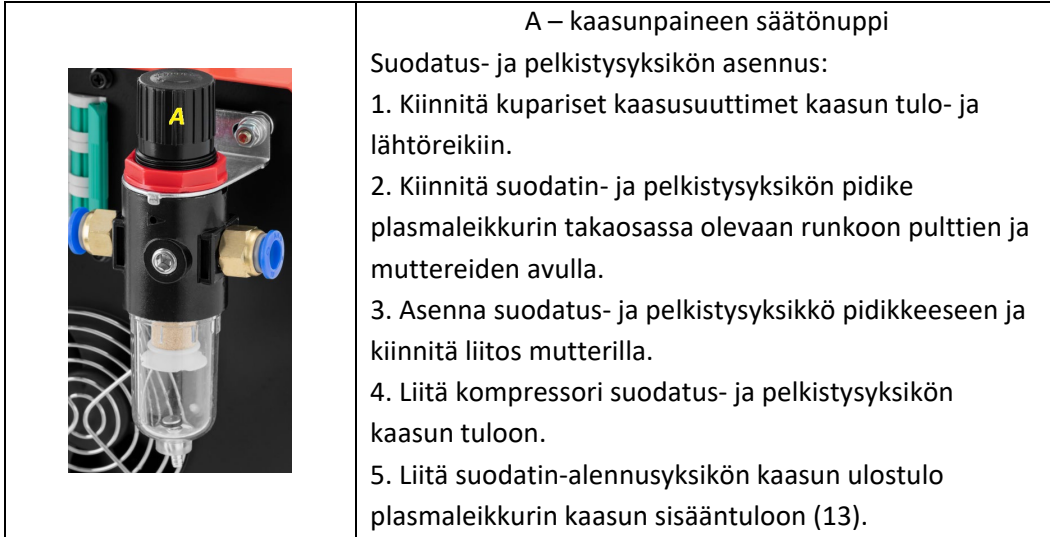 A
A – kaasunpaineen säätönuppi
Suodatus- ja pelkistysyksikön asennus:
1. Kiinnitä kupariset kaasusuuttimet kaasun tulo- ja
lähtöreikiin.
2. Kiinnitä suodatin- ja pelkistysyksikön pidike
plasmaleikkurin takaosassa olevaan runkoon pulttien ja
muttereiden avulla.
3. Asenna suodatus- ja pelkistysyksikkö pidikkeeseen ja
kiinnitä liitos mutterilla.
4. Liitä kompressori suodatus- ja pelkistysyksikön
kaasun tuloon.
5. Liitä suodatin-alennusyksikön kaasun ulostulo
plasmaleikkurin kaasun sisääntuloon (13).